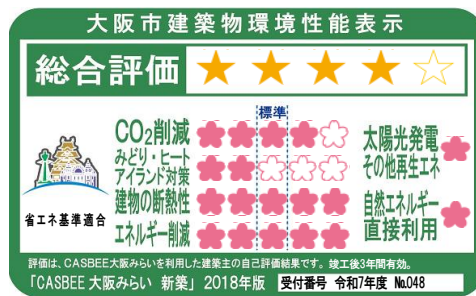 大阪市建築物環境性能表示
総合評価 ★★★★☆
標準
CO₂削減
みどり・ヒート
アイランド対策
建物の断熱性
エネルギー削減
太陽光発電
その他再生エネ
自然エネルギー
直接利用
省エネ基準適合
評価は、CASBEE大阪みらいを利用した建築主の自己評価結果です。竣工後3年間有効。
「CASBEE 大阪みらい 新築」2018年版 受付番号 令和7年度 No.048